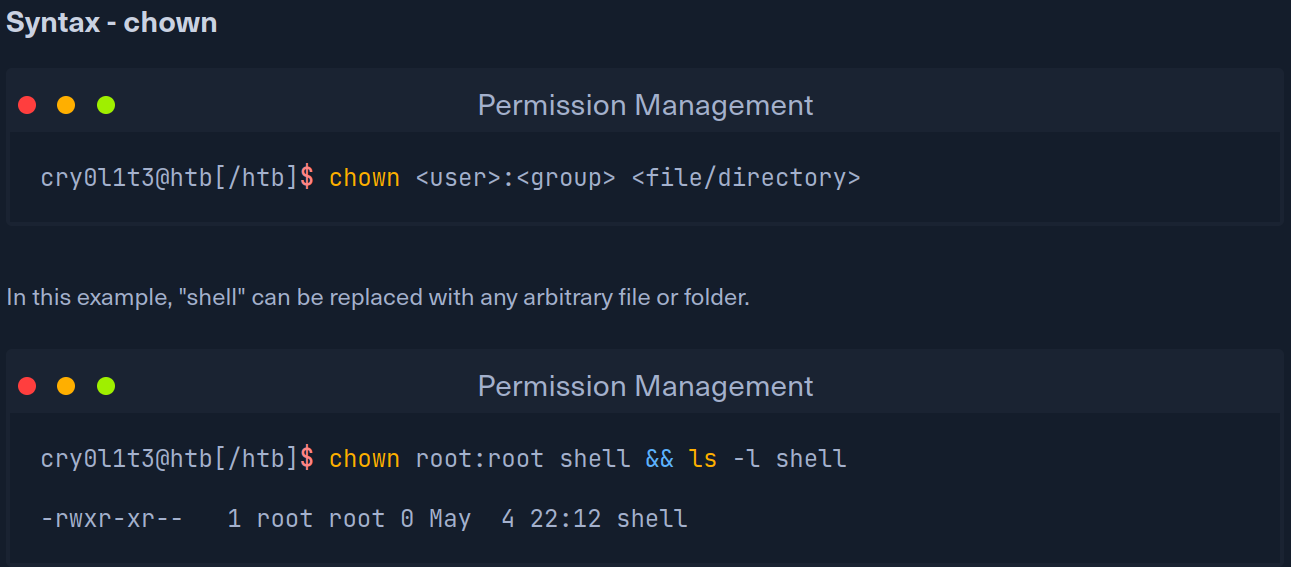 Syntax - chown
Permission Management
cry0l1t3@htb[/htb]$ chown <user>:<group> <file/directory>
In this example, "shell" can be replaced with any arbitrary file or folder.
Permission Management
cry0l1t3@htb[/htb]$ chown root:root shell && ls -l shell
-rwxr-xr--   1 root root 0 May  4 22:12 shell